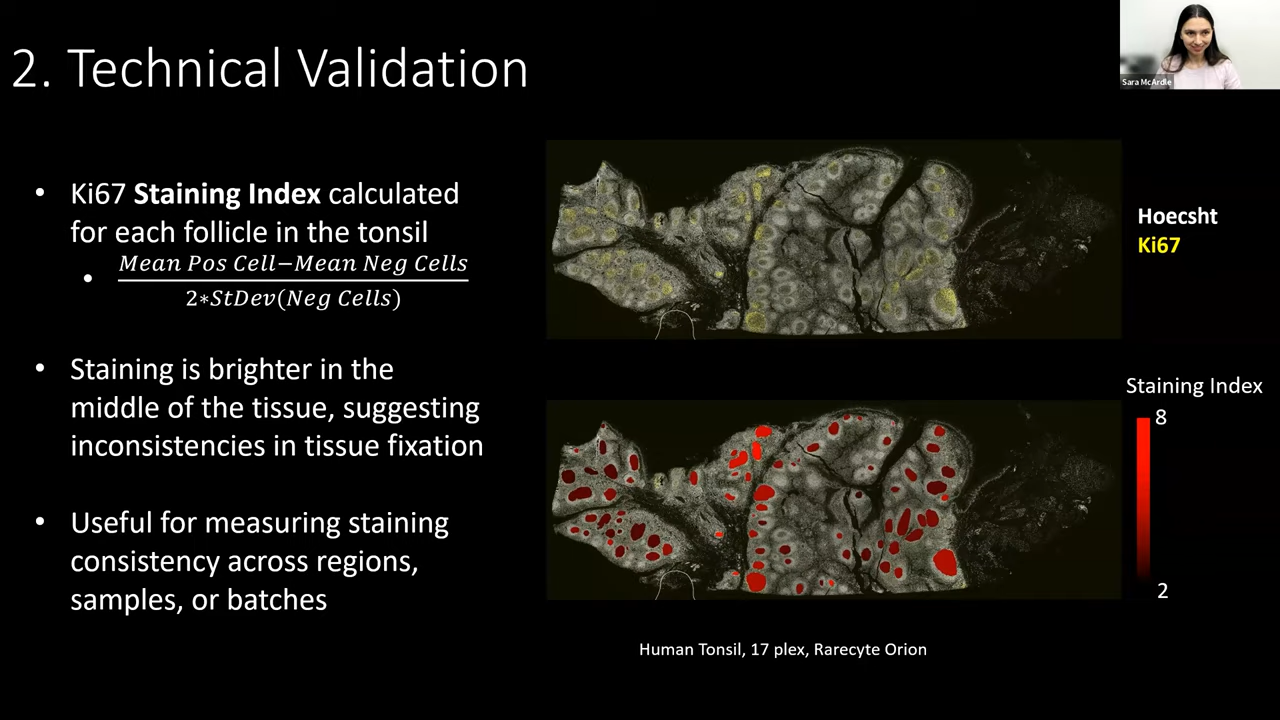 2. Technical Validation
Sara McArdle
• Ki67 Staining Index calculated
for each follicle in the tonsil
• Mean Pos Cell−Mean Neg Cells
2∗StDev(Neg Cells)
• Staining is brighter in the
middle of the tissue, suggesting
inconsistencies in tissue fixation
• Useful for measuring staining
consistency across regions,
samples, or batches
Hoecsht
Ki67
Staining Index
8
2
Human Tonsil, 17 plex, Rarecyte Orion